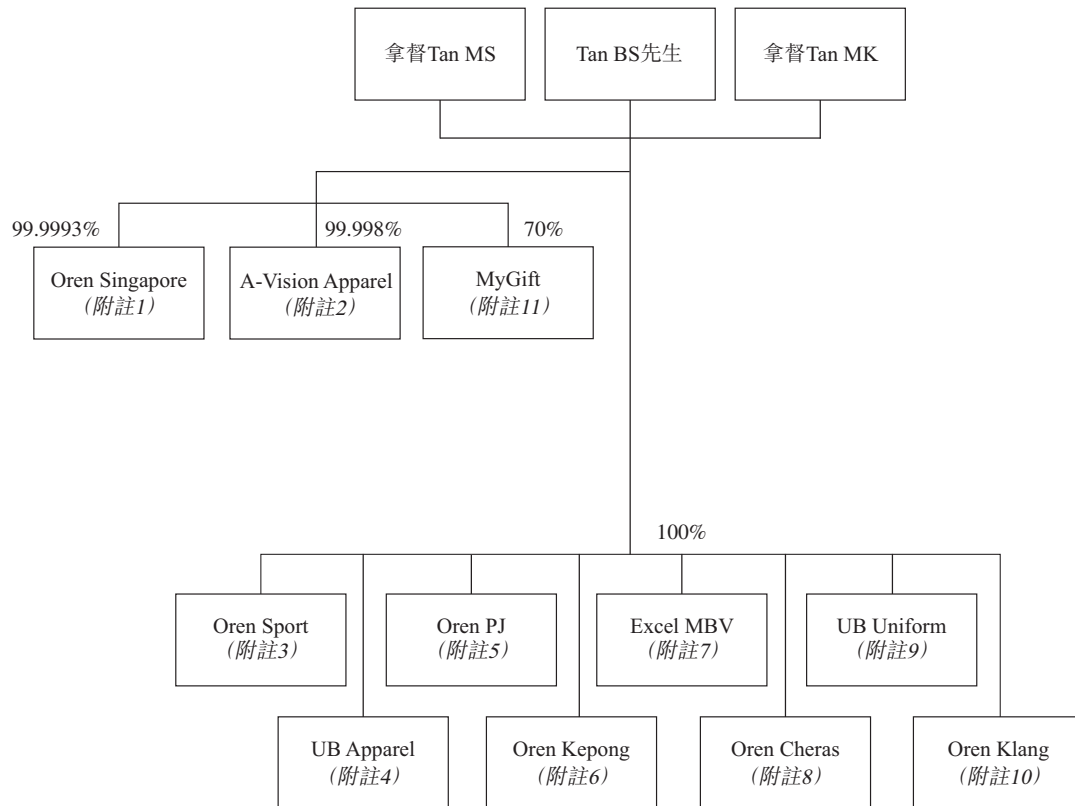 拿督Tan MS
Tan BS先生
拿督Tan MK
99.9993%
99.998%
70%
Oren Singapore
(附註1)
A-Vision Apparel
(附註2)
MyGift
(附註11)
100%
Oren Sport
(附註3)
Oren PJ
(附註5)
Excel MBV
(附註7)
UB Uniform
(附註9)
UB Apparel
(附註4)
Oren Kepong
(附註6)
Oren Cheras
(附註8)
Oren Klang
(附註10)